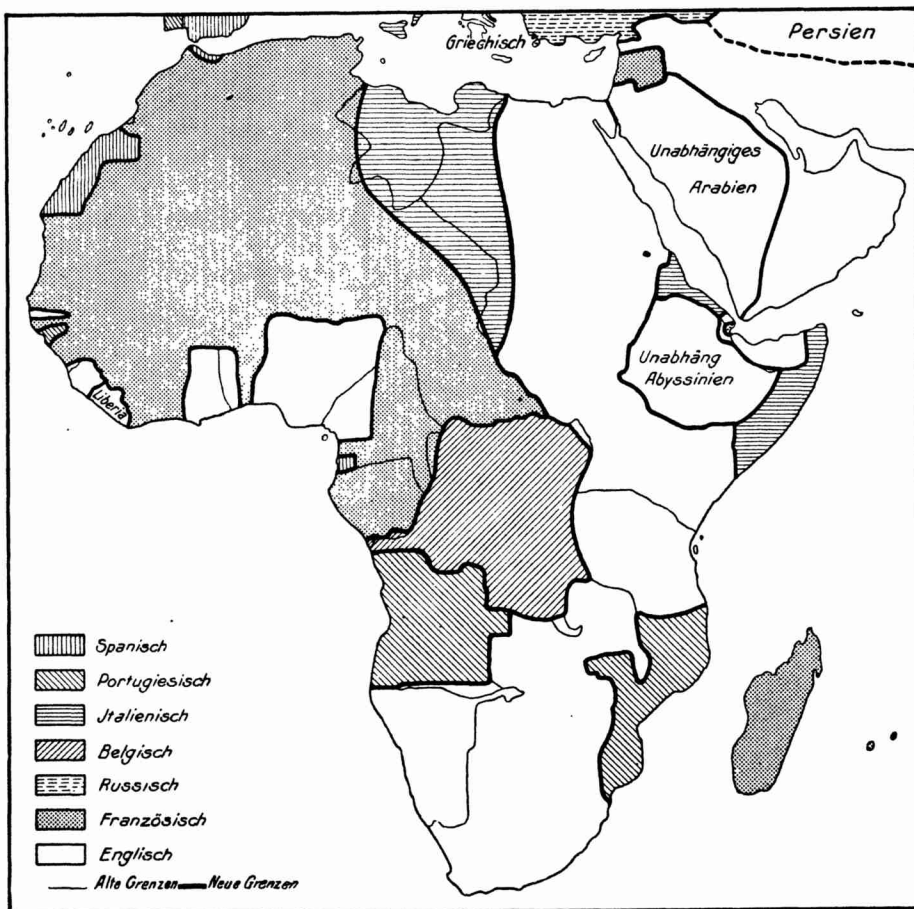 Griechisch
Persien
Unabhängiges
Arabien
Unabhäng
Abyssinien
Liberia
Spanisch
Portugiesisch
Jtalienisch
Belgisch
Russisch
Französisch
Englisch
Alte Grenzen Neue Grenzen